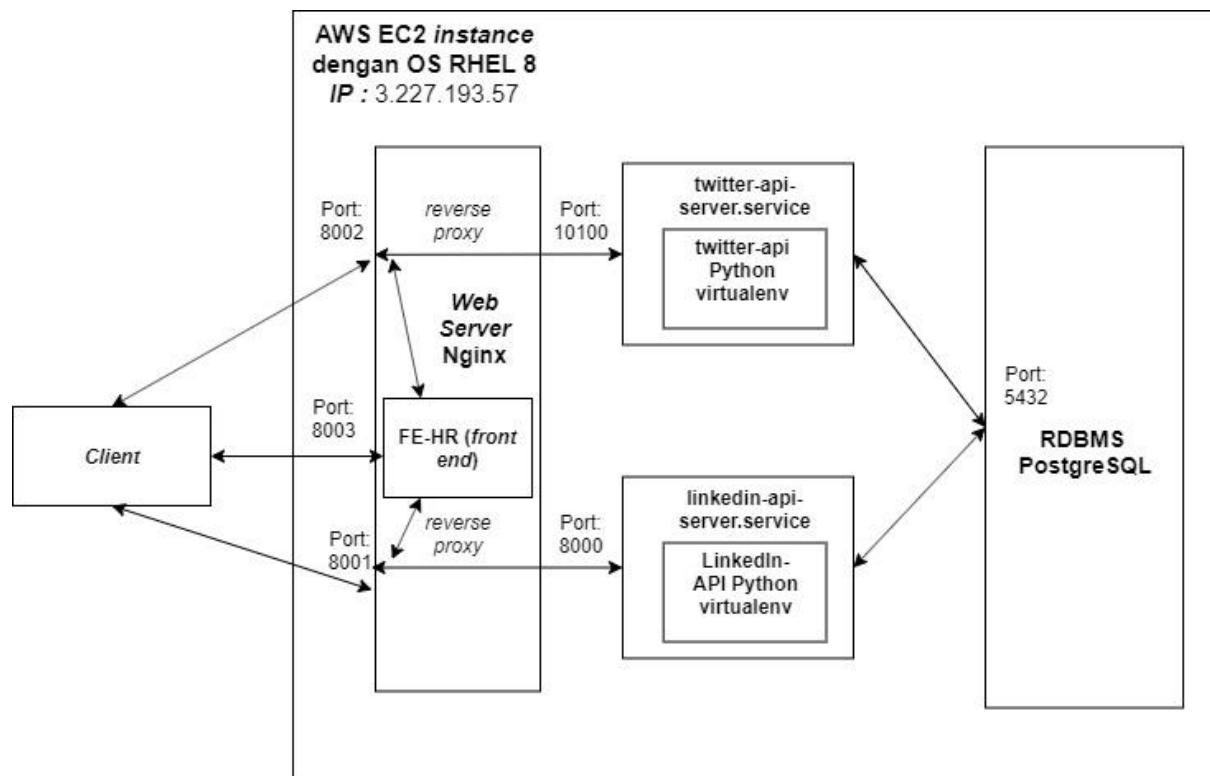 AWS EC2 instance
dengan OS RHEL 8
IP : 3.227.193.57
Port:
8002
reverse
proxy
Port:
10100
twitter-api-
server.service
twitter-api
Python
virtualenv
Web
Server
Nginx
Client
Port:
8003
FE-HR (front
end)
Port:
5432
RDBMS
PostgreSQL
Port:
8001
reverse
proxy
Port:
8000
linkedin-api-
server.service
LinkedIn-
API Python
virtualenv